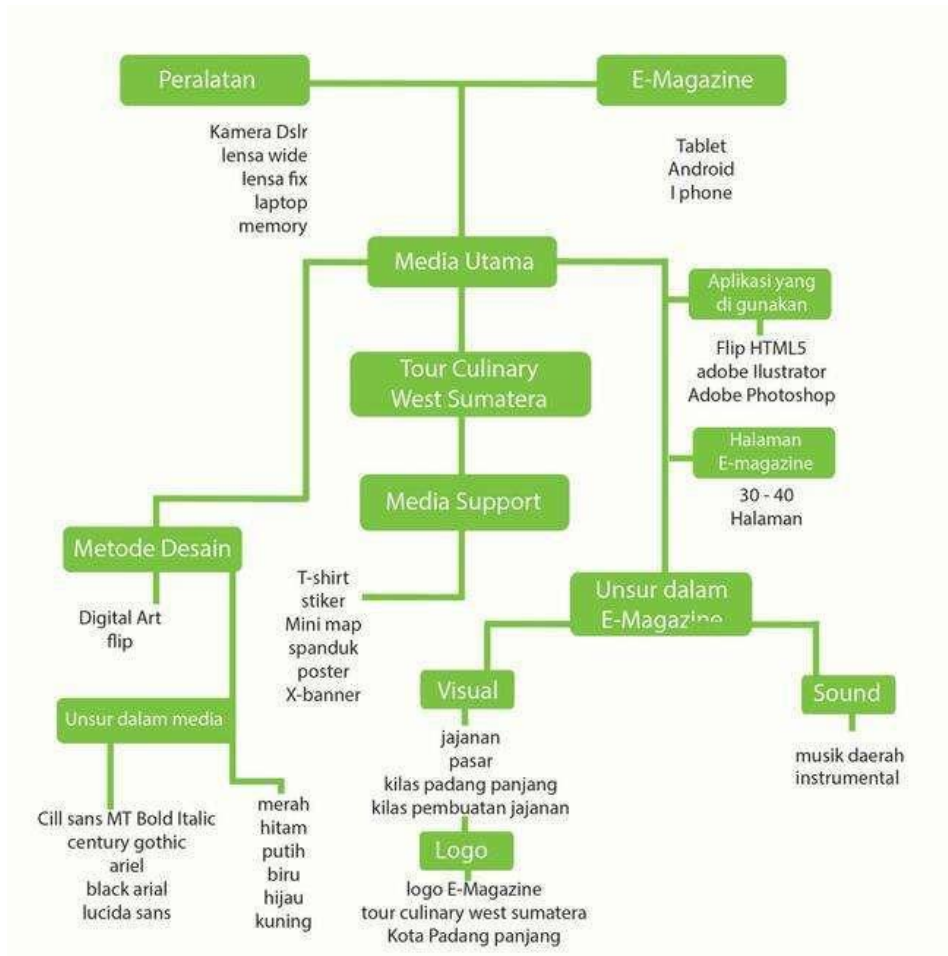 Peralatan
E-Magazine
Kamera Dslr
lensa wide
lensa fix
laptop
memory
Tablet
Android
I phone
Media Utama
Aplikasi yang
di gunakan
Flip HTML5
adobe Ilustrator
Adobe Photoshop
Tour Culinary
West Sumatera
Halaman
E-magazine
30 - 40
Halaman
Media Support
Metode Desain
Digital Art
flip
T-shirt
stiker
Mini map
spanduk
poster
X-banner
Unsur dalam
E-Magazine
Visual
jajanan
pasar
kilas padang panjang
kilas pembuatan jajanan
Sound
musik daerah
instrumental
Unsur dalam media
Cill sans MT Bold Italic
century gothic
ariel
black arial
lucida sans
merah
hitam
putih
biru
hijau
kuning
Logo
logo E-Magazine
tour culinary west sumatera
Kota Padang panjang